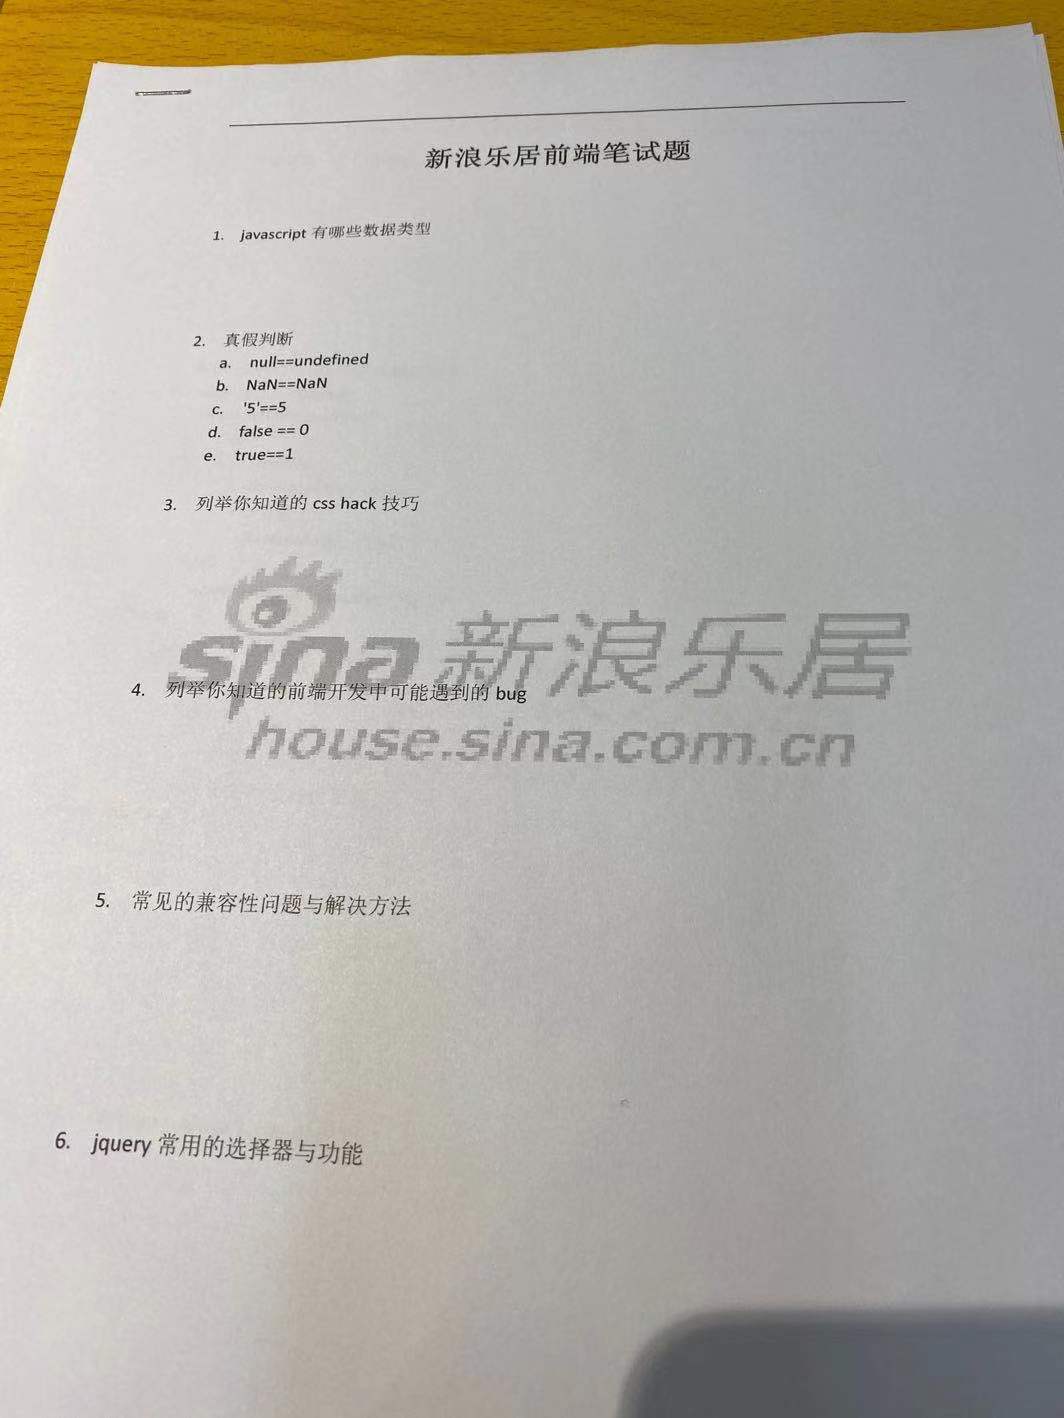 新浪乐居前端笔试题
1. javascript 有哪些数据类型
2. 真假判断
a. null==undefined
b. NaN==NaN
c. '5'==5
d. false == 0
e. true==1
3. 列举你知道的 css hack 技巧
sina 新浪乐居
4. 列举你知道的前端开发中可能遇到的 bug
house.sina.com.cn
5. 常见的兼容性问题与解决方法
6. jquery 常用的选择器与功能